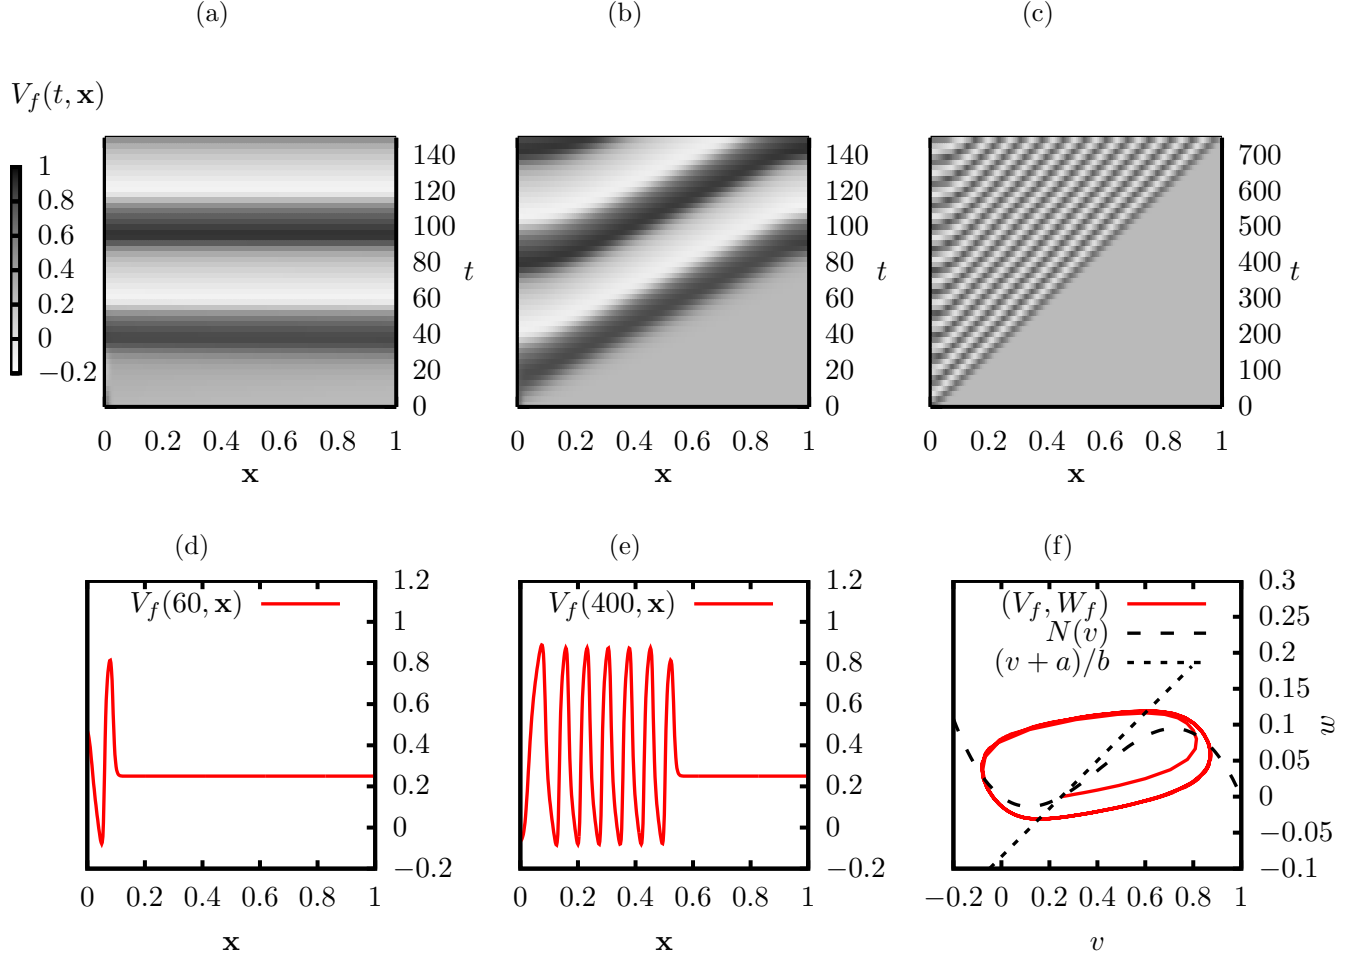 (a) (b) (c)
V_f(t, x)
1
0.8
0.6
0.4
0.2
0
−0.2
140
120
100
80
60
40
20
0
t
0 0.2 0.4 0.6 0.8 1
x
140
120
100
80
60
40
20
0
t
0 0.2 0.4 0.6 0.8 1
x
700
600
500
400
300
200
100
0
t
0 0.2 0.4 0.6 0.8 1
x
(d) (e) (f)
V_f(60, x)
1.2
1
0.8
0.6
0.4
0.2
0
−0.2
0 0.2 0.4 0.6 0.8 1
x
V_f(400, x)
1.2
1
0.8
0.6
0.4
0.2
0
−0.2
0 0.2 0.4 0.6 0.8 1
x
(V_f, W_f)
N(v)
(v + a)/b
0.3
0.25
0.2
0.15
0.1
0.05
0
−0.05
−0.1
w
−0.2 0 0.2 0.4 0.6 0.8 1
v